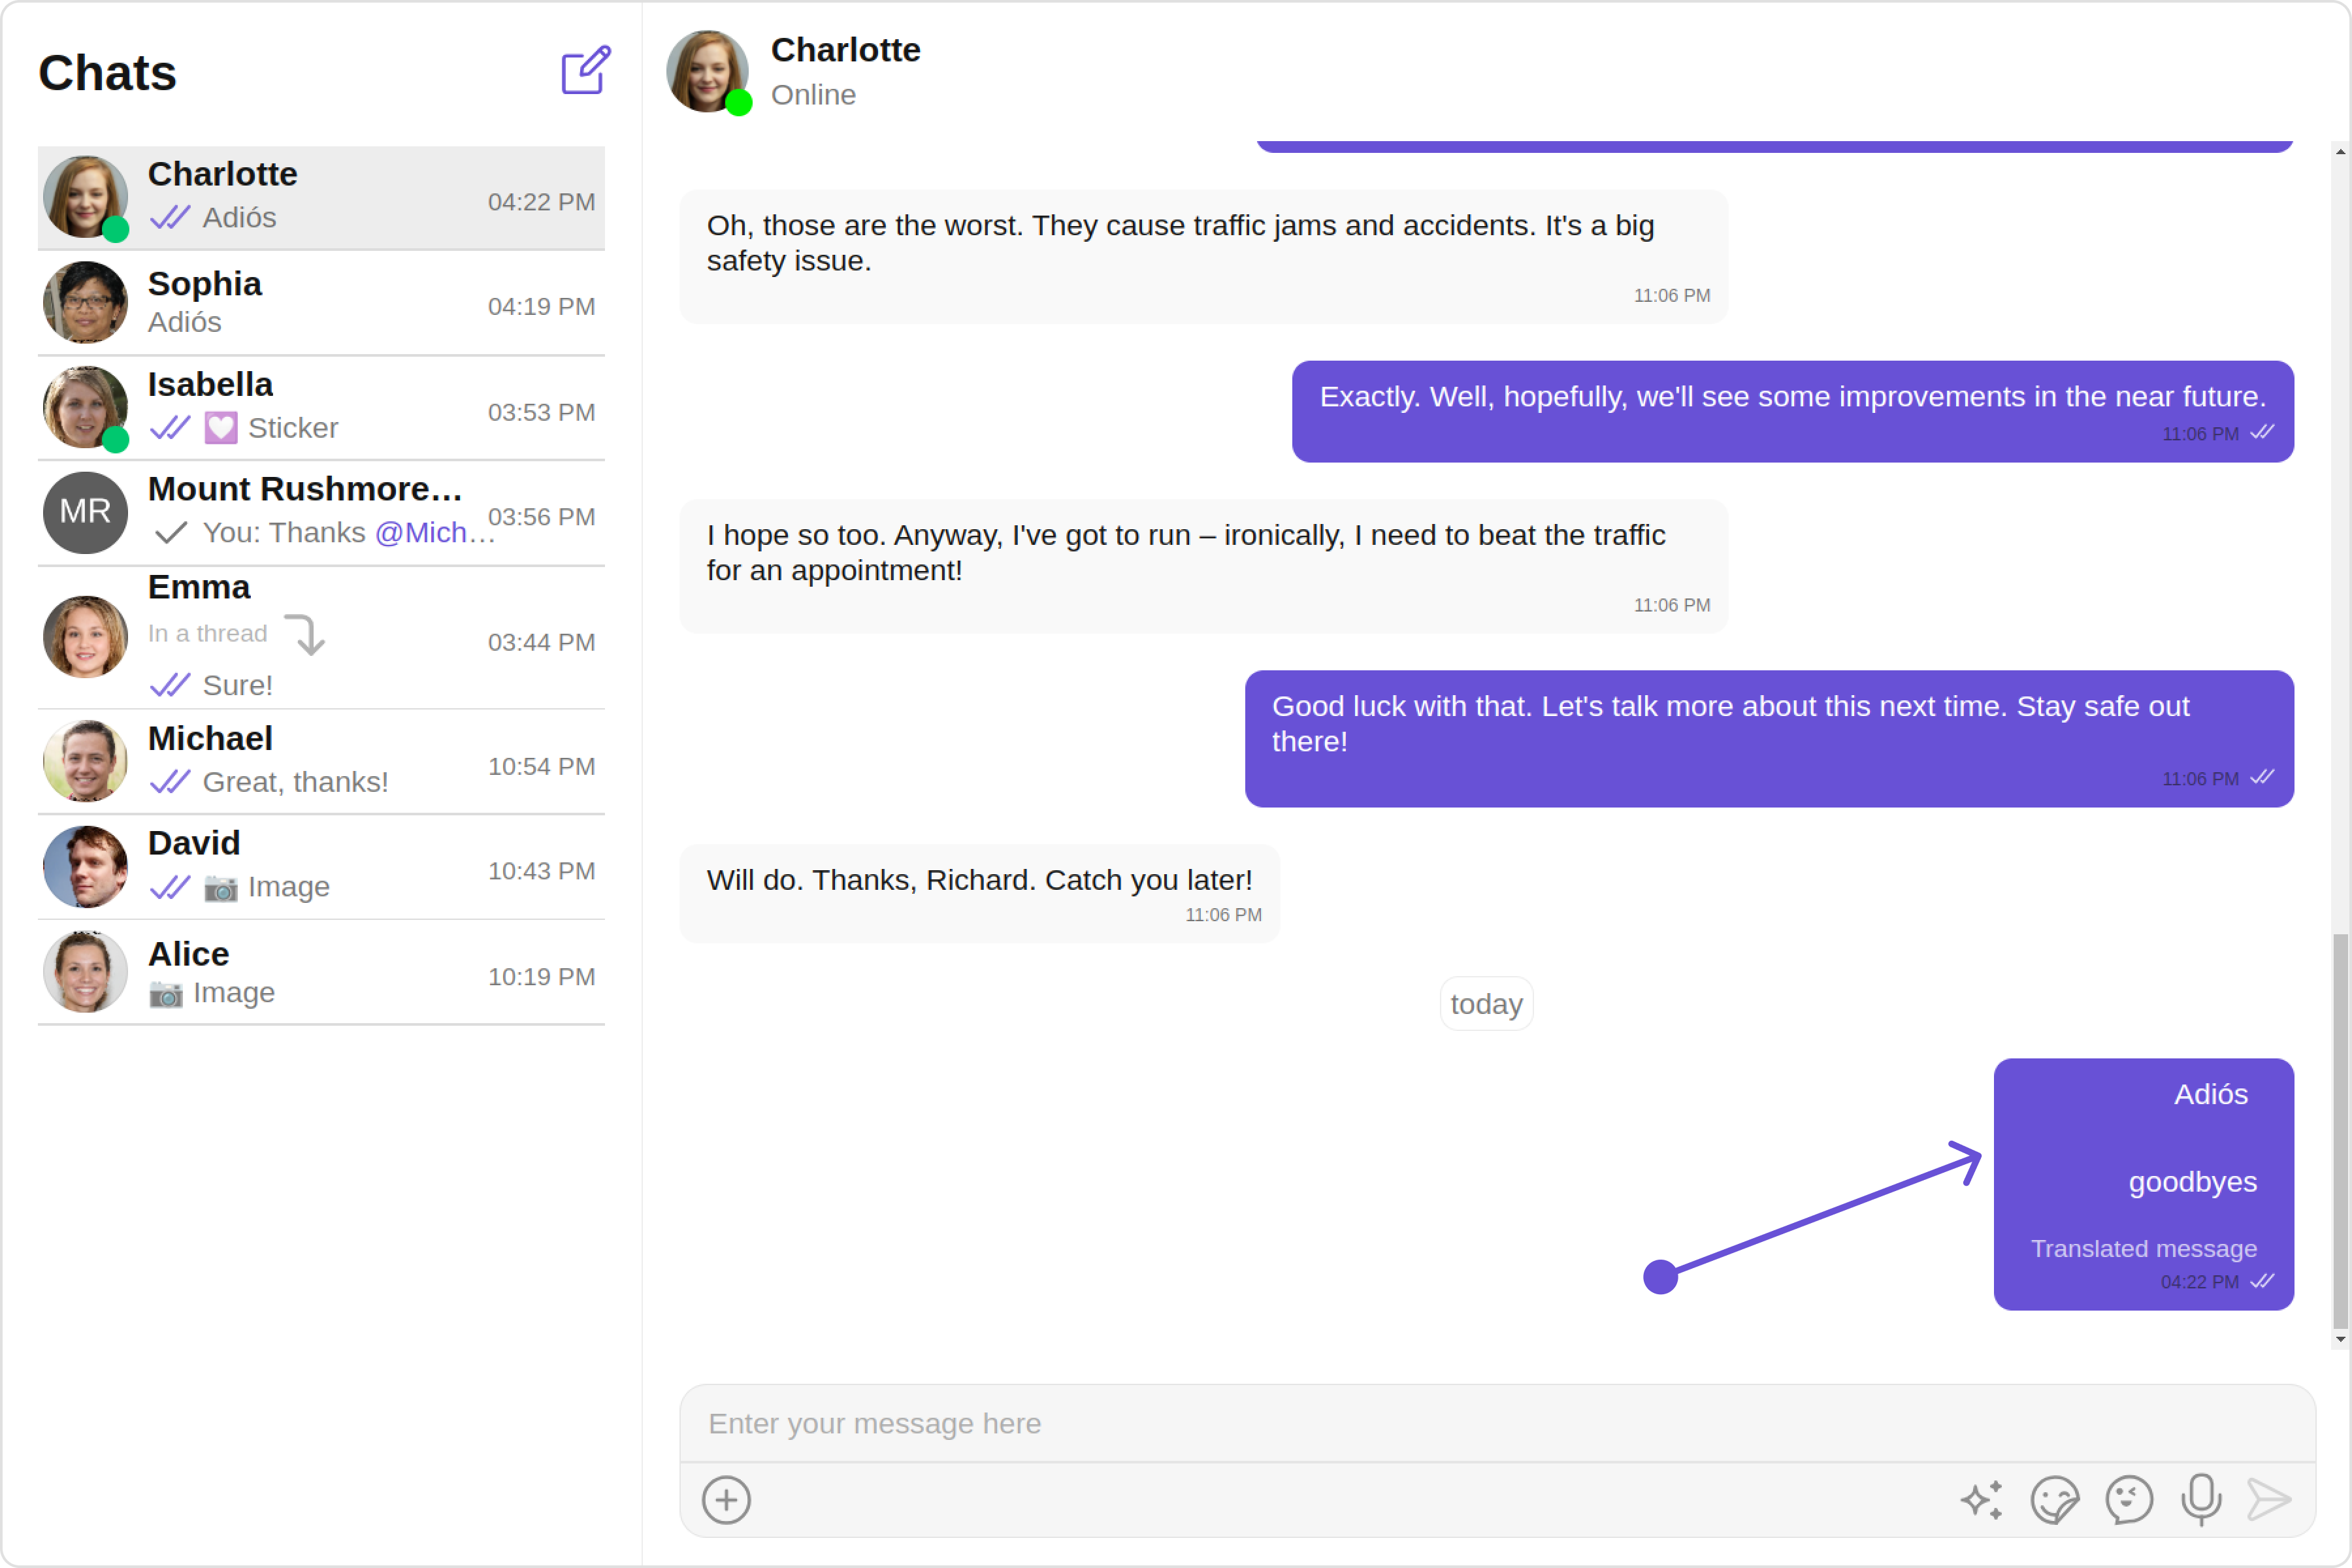 Chats
Charlotte
04:22 PM
Adiós
Sophia
04:19 PM
Adiós
Isabella
03:53 PM
💟 Sticker
MR
Mount Rushmore…
03:56 PM
You: Thanks @Mich…
Emma
In a thread
03:44 PM
Sure!
Michael
10:54 PM
Great, thanks!
David
10:43 PM
📷 Image
Alice
10:19 PM
📷 Image
Charlotte
Online
Oh, those are the worst. They cause traffic jams and accidents. It's a big
safety issue.
11:06 PM
Exactly. Well, hopefully, we'll see some improvements in the near future.
11:06 PM
I hope so too. Anyway, I've got to run – ironically, I need to beat the traffic
for an appointment!
11:06 PM
Good luck with that. Let's talk more about this next time. Stay safe out
there!
11:06 PM
Will do. Thanks, Richard. Catch you later!
11:06 PM
today
Adiós
goodbyes
Translated message
04:22 PM
Enter your message here